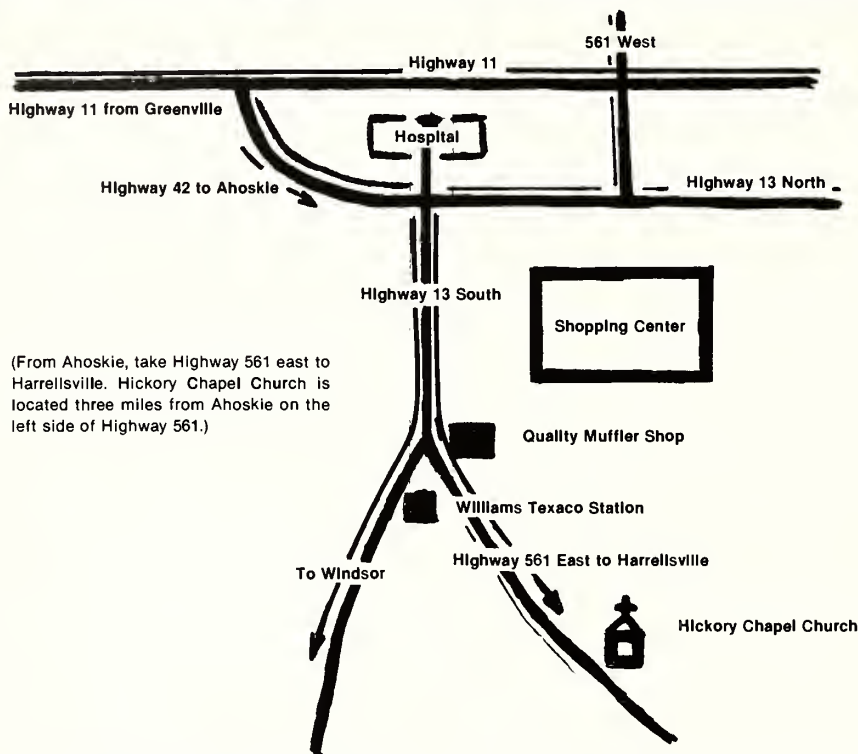 561 West
Highway 11
Highway 11 from Greenville
Hospital
Highway 42 to Ahoskie
Highway 13 North
Highway 13 South
Shopping Center
(From Ahoskie, take Highway 561 east to
Harrellsville. Hickory Chapel Church is
located three miles from Ahoskie on the
left side of Highway 561.)
Quality Muffler Shop
Williams Texaco Station
Highway 561 East to Harrellsville
To Windsor
Hickory Chapel Church